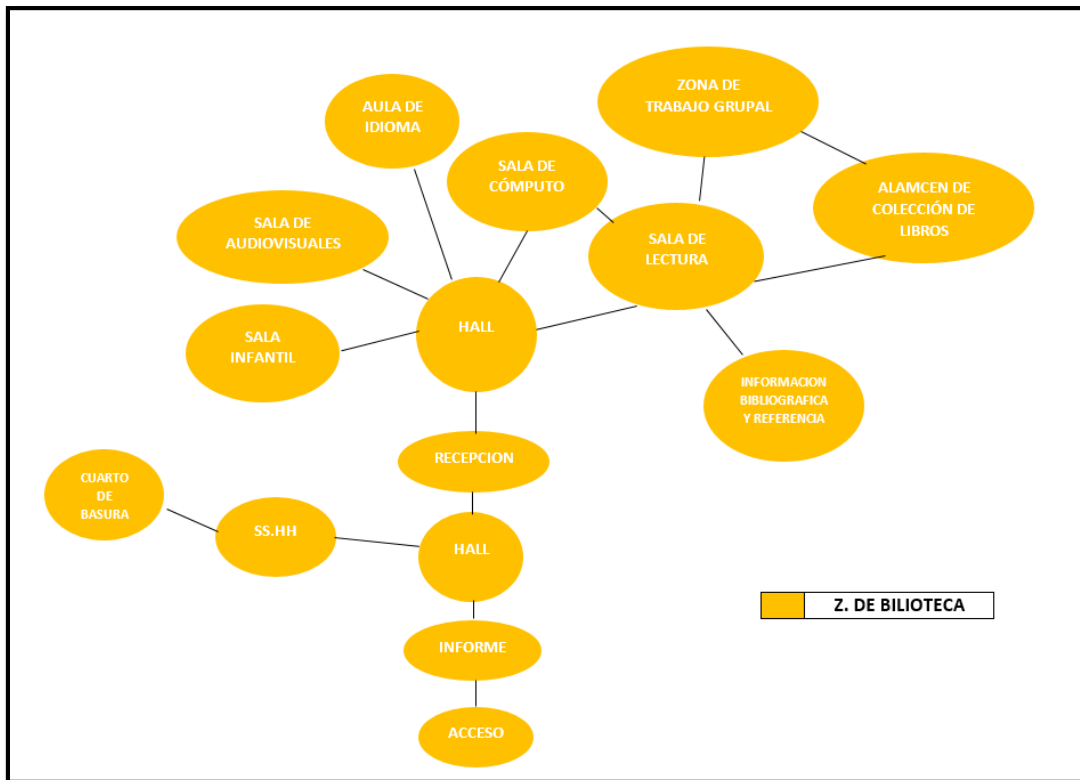 ZONA DE
TRABAJO GRUPAL
AULA DE
IDIOMA
SALA DE
CÓMPUTO
ALAMCEN DE
COLECCIÓN DE
LIBROS
SALA DE
AUDIOVISUALES
SALA DE
LECTURA
HALL
SALA
INFANTIL
INFORMACION
BIBLIOGRAFICA
Y REFERENCIA
RECEPCION
CUARTO
DE
BASURA
SS.HH
HALL
Z. DE BILIOTECA
INFORME
ACCESO